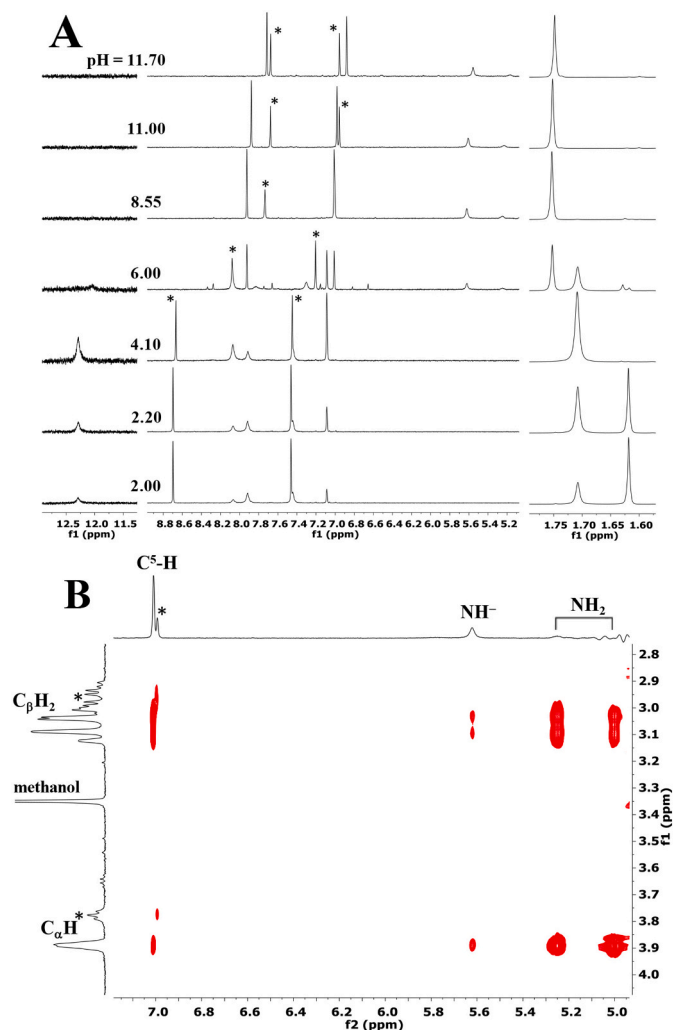 A
pH = 11.70
* *
11.00
* *
8.55
*
6.00
* *
4.10
* *
2.20
2.00
12.5 12.0 11.5
f1 (ppm)
8.8 8.6 8.4 8.2 8.0 7.8 7.6 7.4 7.2 7.0 6.8 6.6 6.4 6.2 6.0 5.8 5.6 5.4 5.2
f1 (ppm)
1.75 1.70 1.65 1.60
f1 (ppm)
B
C⁵-H
*
NH⁻
NH₂
CβH₂
*
methanol
*
CαH
2.8
2.9
3.0
3.1
3.2
3.3
3.4
3.5
3.6
3.7
3.8
3.9
4.0
f1 (ppm)
7.0 6.8 6.6 6.4 6.2 6.0 5.8 5.6 5.4 5.2 5.0
f2 (ppm)